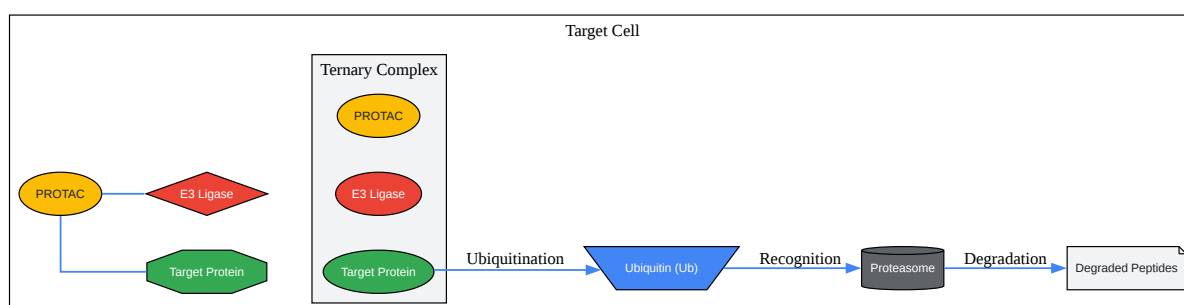 Target Cell
Ternary Complex
PROTAC
PROTAC
E3 Ligase
E3 Ligase
Target Protein
Target Protein
Ubiquitination
Ubiquitin (Ub)
Recognition
Proteasome
Degradation
Degraded Peptides